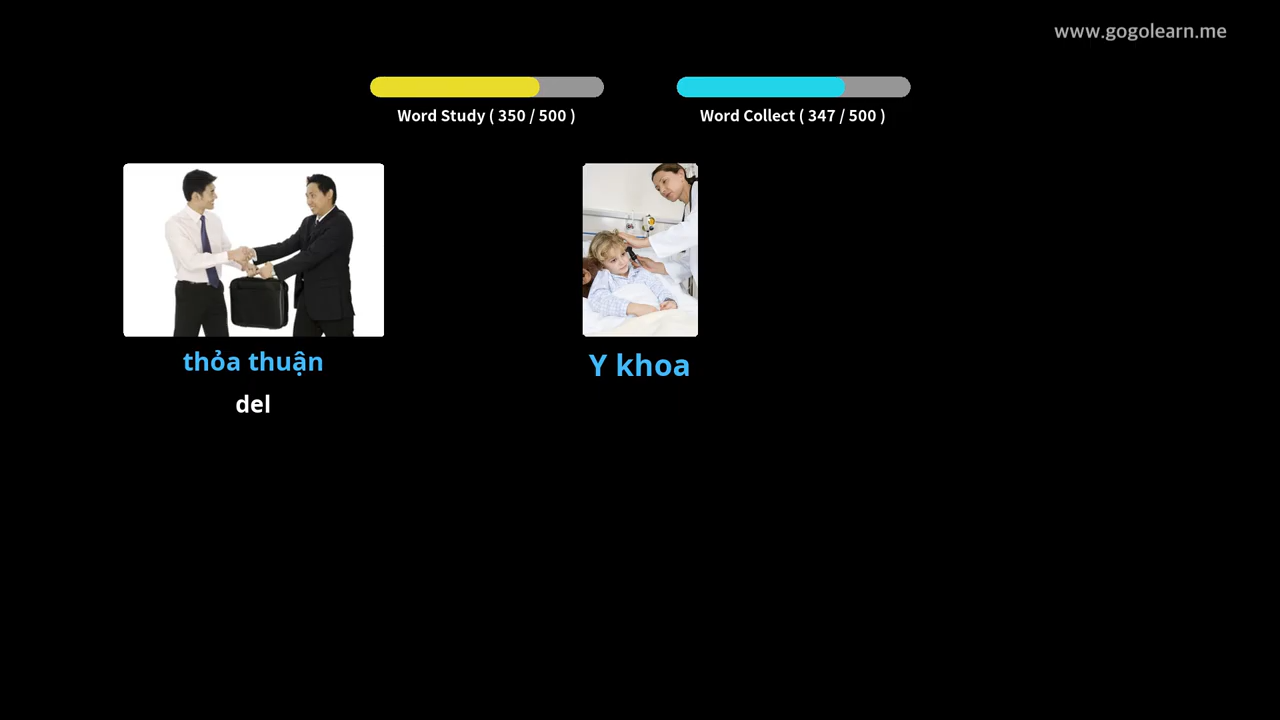 www.gogolearn.me
Word Study ( 350 / 500 )
Word Collect ( 347 / 500 )
thỏa thuận
del
Y khoa